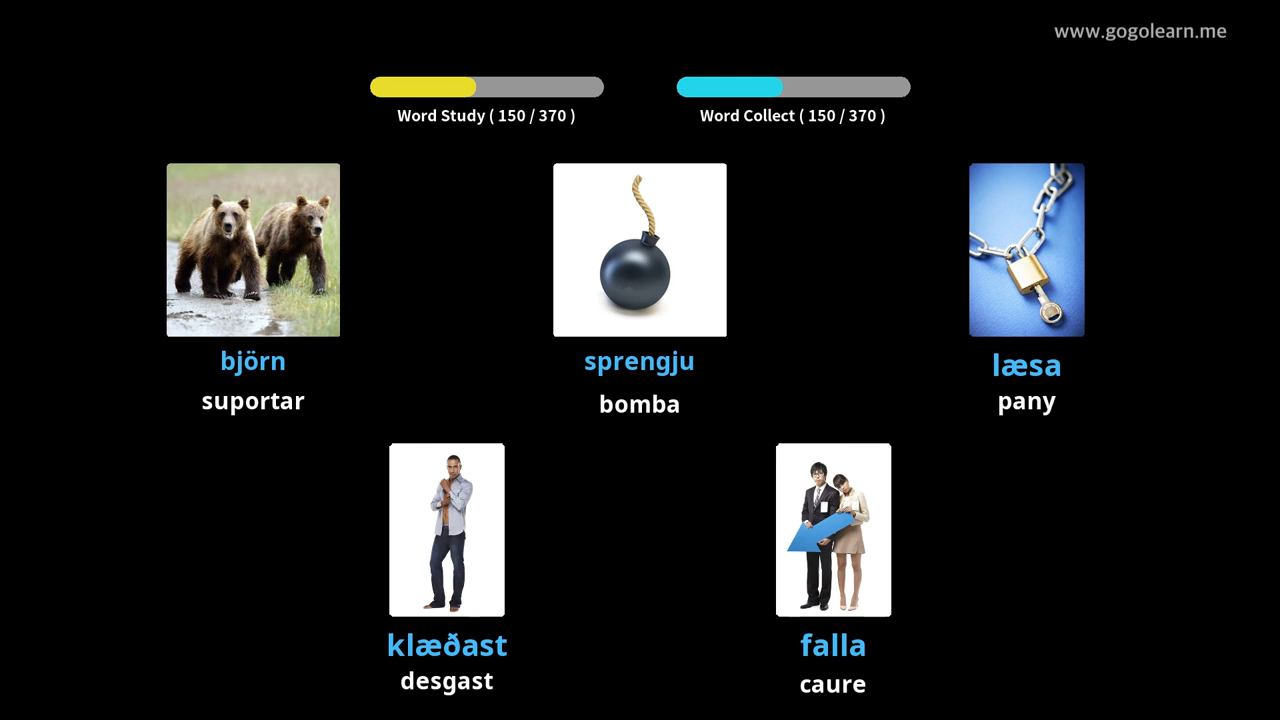 www.gogolearn.me
Word Study ( 150 / 370 )
Word Collect ( 150 / 370 )
björn
sprengju
læsa
suportar
bomba
pany
klæðast
falla
desgast
caure